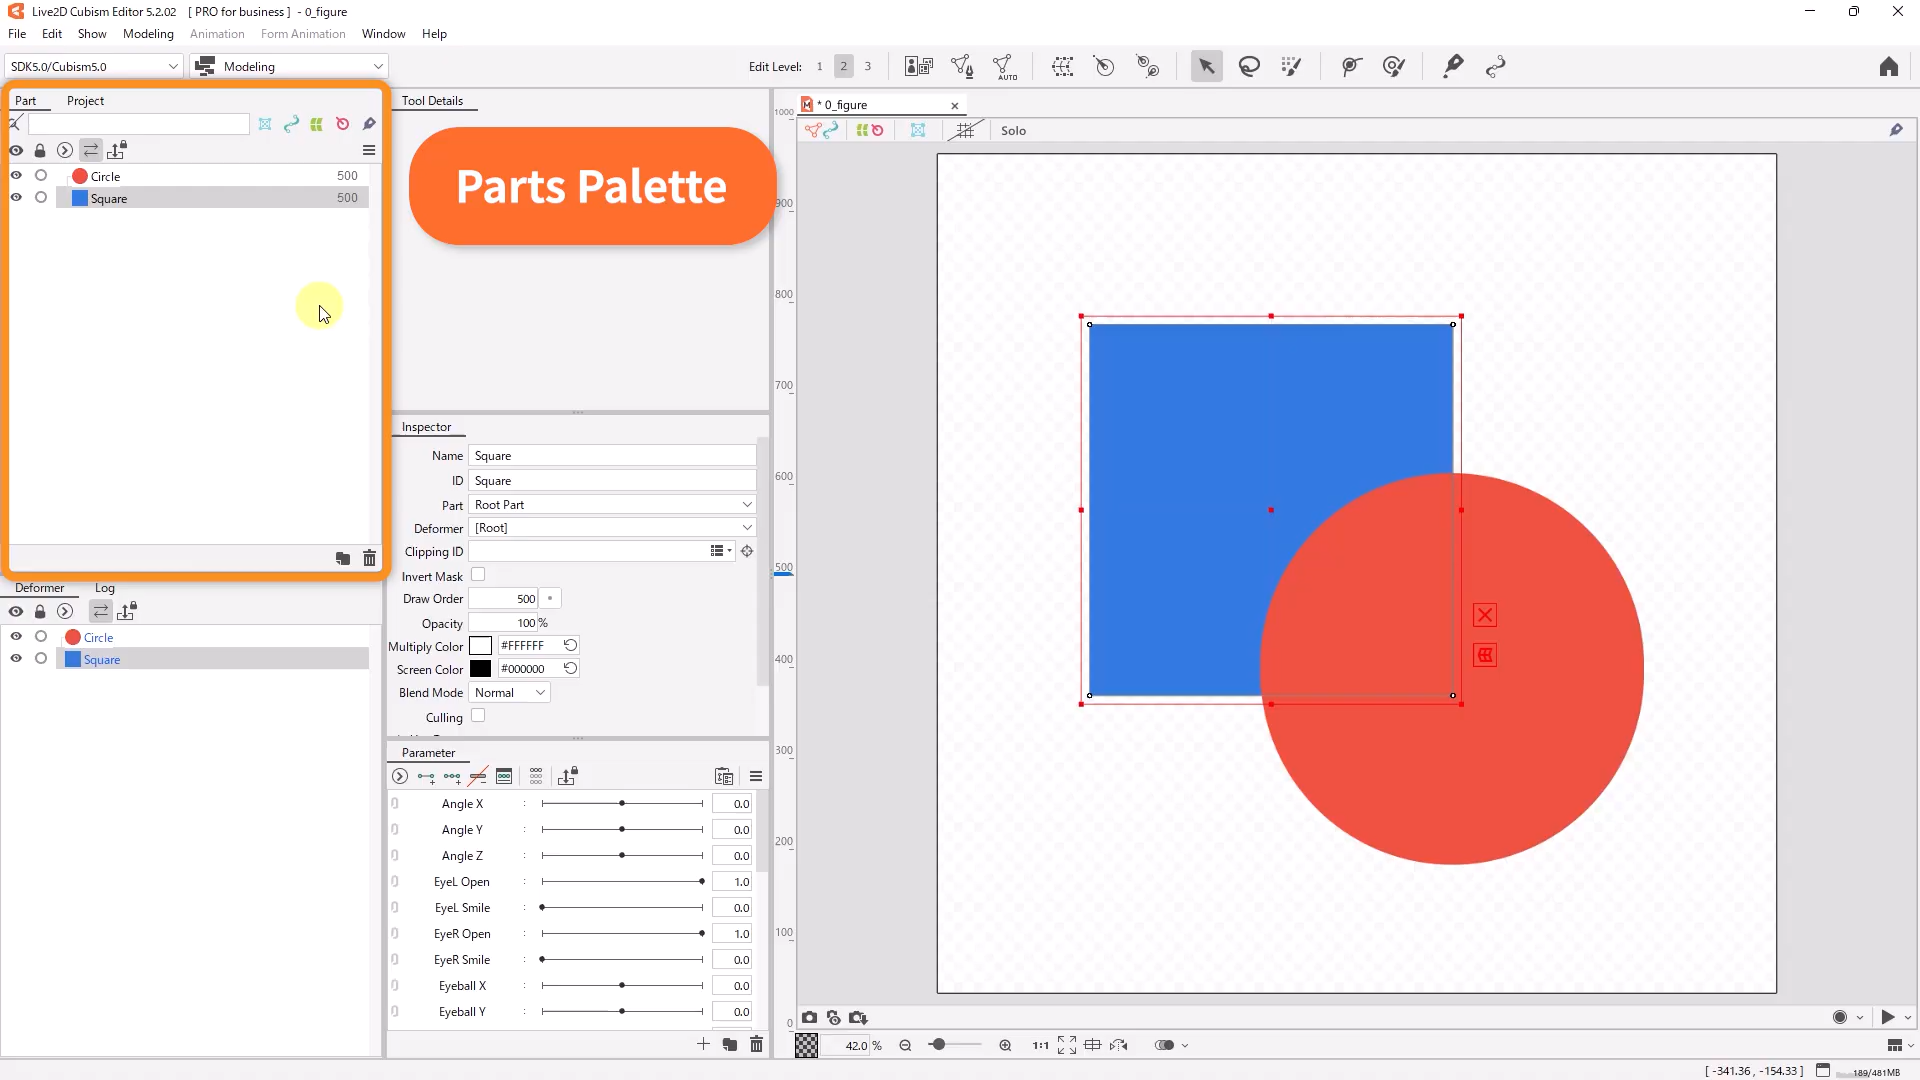 Live2D Cubism Editor 5.2.02 [ PRO for business ] - 0_figure
File Edit Show Modeling Animation Form Animation Window Help
SDK5.0/Cubism5.0 Modeling Edit Level: 1 2 3 AUTO
Part Project
Tool Details
* 0_figure
Solo
Circle 500
Square 500
Parts Palette
Inspector
Name Square
ID Square
Part Root Part
Deformer [Root]
Clipping ID
Invert Mask
Draw Order 500
Opacity 100 %
Multiply Color #FFFFFF
Screen Color #000000
Blend Mode Normal
Culling
Deformer Log
Circle
Square
Parameter
Angle X : 0.0
Angle Y : 0.0
Angle Z : 0.0
EyeL Open : 1.0
EyeL Smile : 0.0
EyeR Open : 1.0
EyeR Smile : 0.0
Eyeball X : 0.0
Eyeball Y : 0.0
1000
900
800
700
600
500
400
300
200
100
0
42.0 % 1:1
[ -341.36 , -154.33 ] 189/481MB